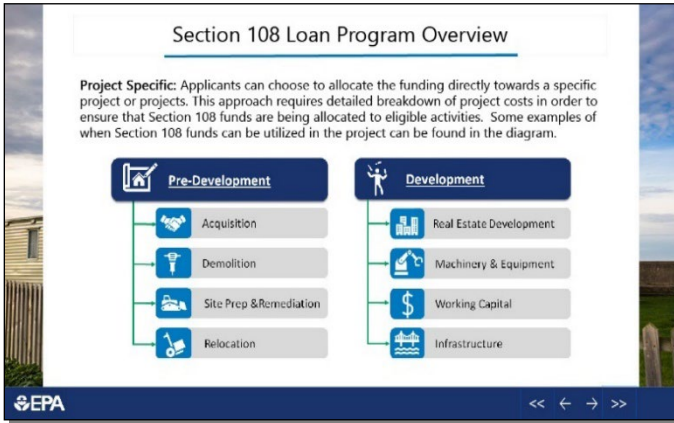 Section 108 Loan Program Overview
Project Specific: Applicants can choose to allocate the funding directly towards a specific
project or projects. This approach requires detailed breakdown of project costs in order to
ensure that Section 108 funds are being allocated to eligible activities. Some examples of
when Section 108 funds can be utilized in the project can be found in the diagram.
Pre-Development
Acquisition
Demolition
Site Prep &Remediation
Relocation
Development
Real Estate Development
Machinery & Equipment
$
Working Capital
Infrastructure
EPA
<< ← → >>